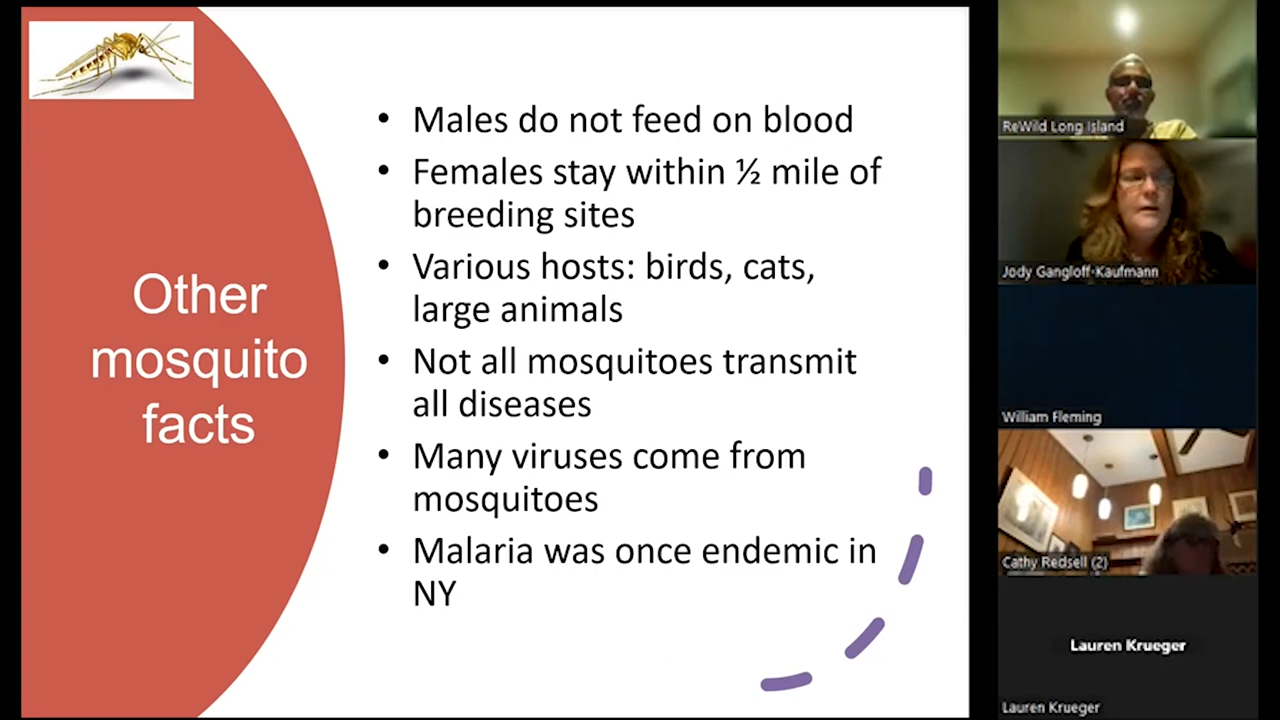 Other
mosquito
facts
• Males do not feed on blood
• Females stay within ½ mile of
breeding sites
• Various hosts: birds, cats,
large animals
• Not all mosquitoes transmit
all diseases
• Many viruses come from
mosquitoes
• Malaria was once endemic in
NY
ReWild Long Island
Jody Gangloff-Kaufmann
William Fleming
Cathy Redsell (2)
Lauren Krueger
Lauren Krueger